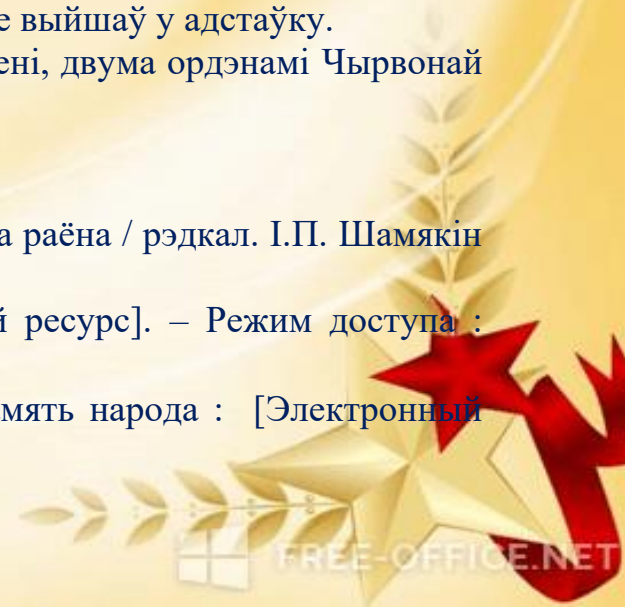 е выйшаў у адстаўку.
ені, двума ордэнамі Чырвонай
а раёна / рэдкал. І.П. Шамякін
й ресурс]. – Режим доступа :
мять народа : [Электронный
FREE-OFFICE.NET